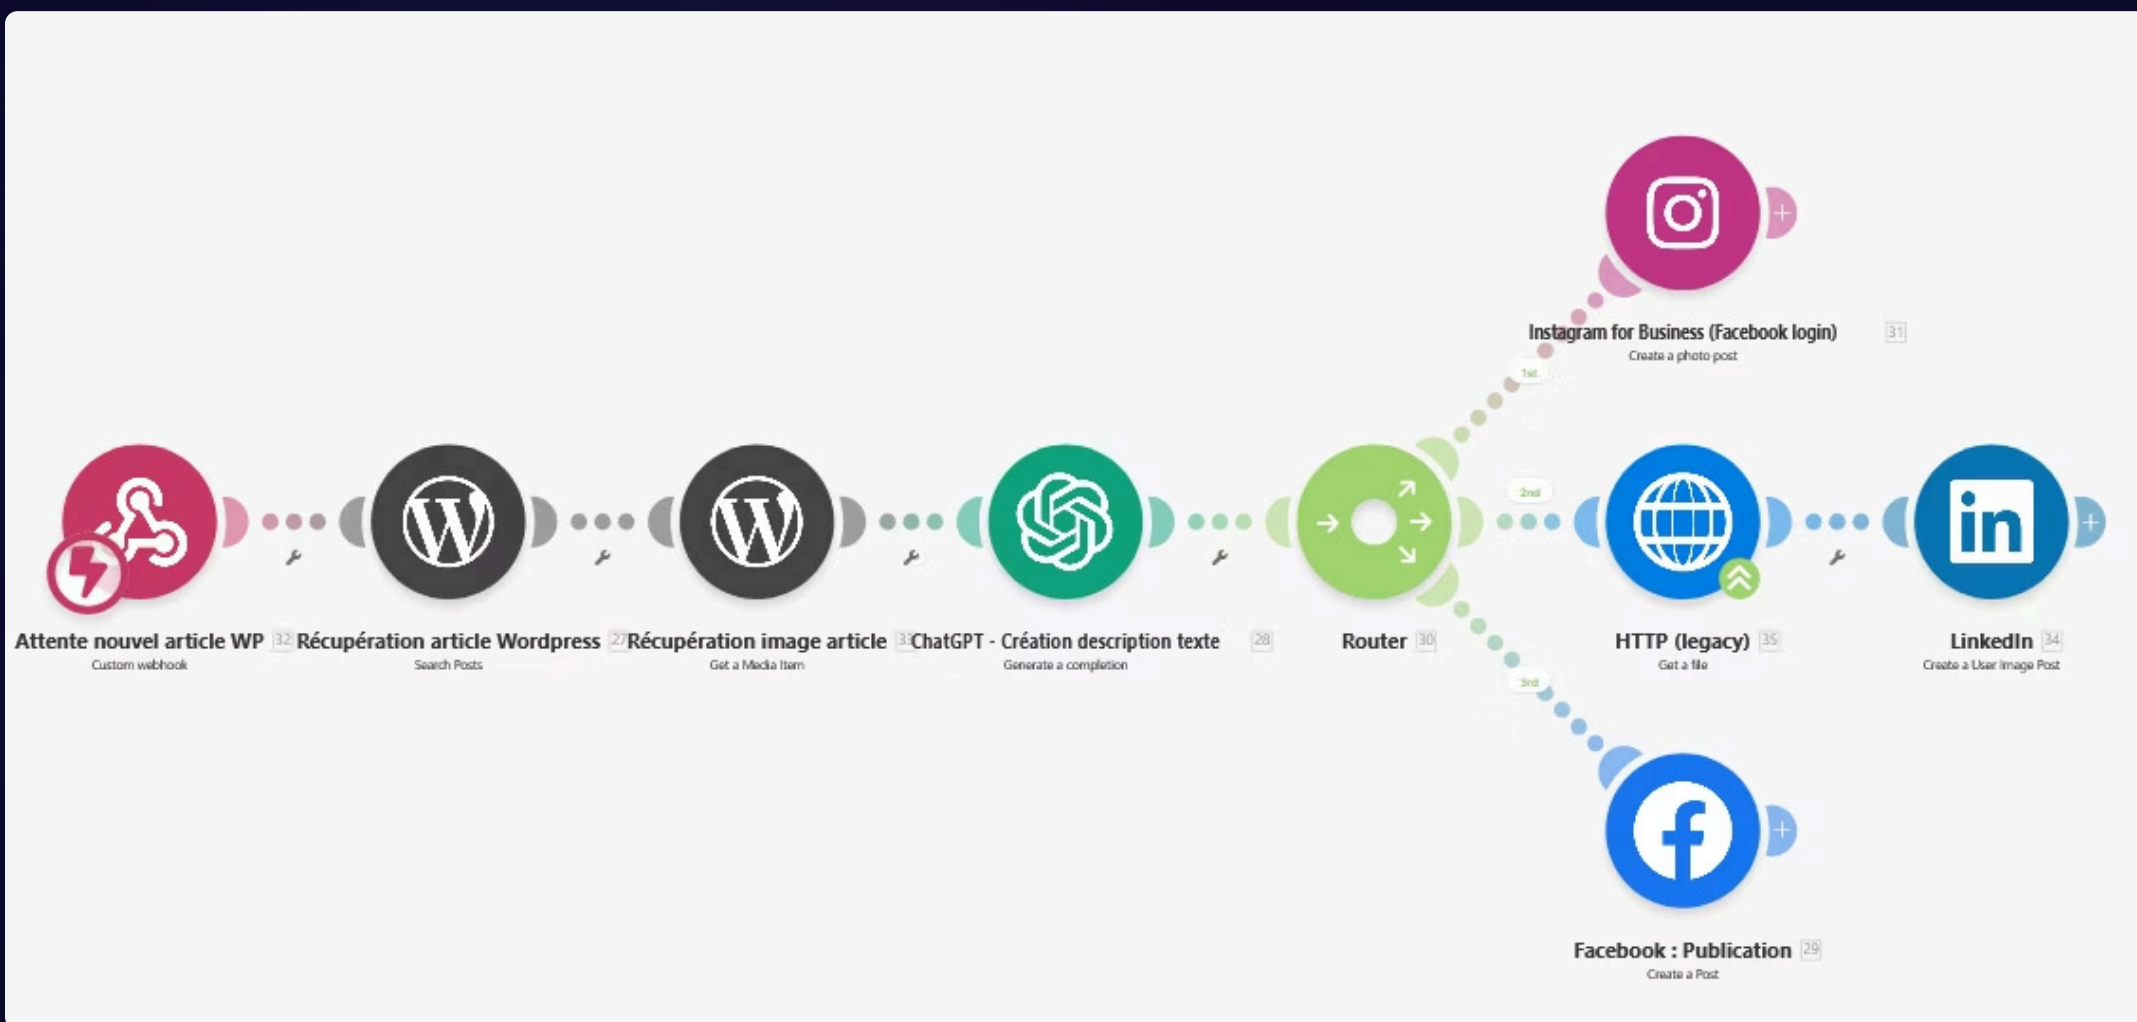 Instagram for Business (Facebook login) 31
Create a photo post
1st
2nd
Attente nouvel article WP 32
Custom webhook
Récupération article Wordpress 27
Search Posts
Récupération image article 33
Get a Media Item
ChatGPT - Création description texte 28
Generate a completion
Router 30
HTTP (legacy) 35
Get a file
LinkedIn 34
Create a User Image Post
3rd
Facebook : Publication 29
Create a Post